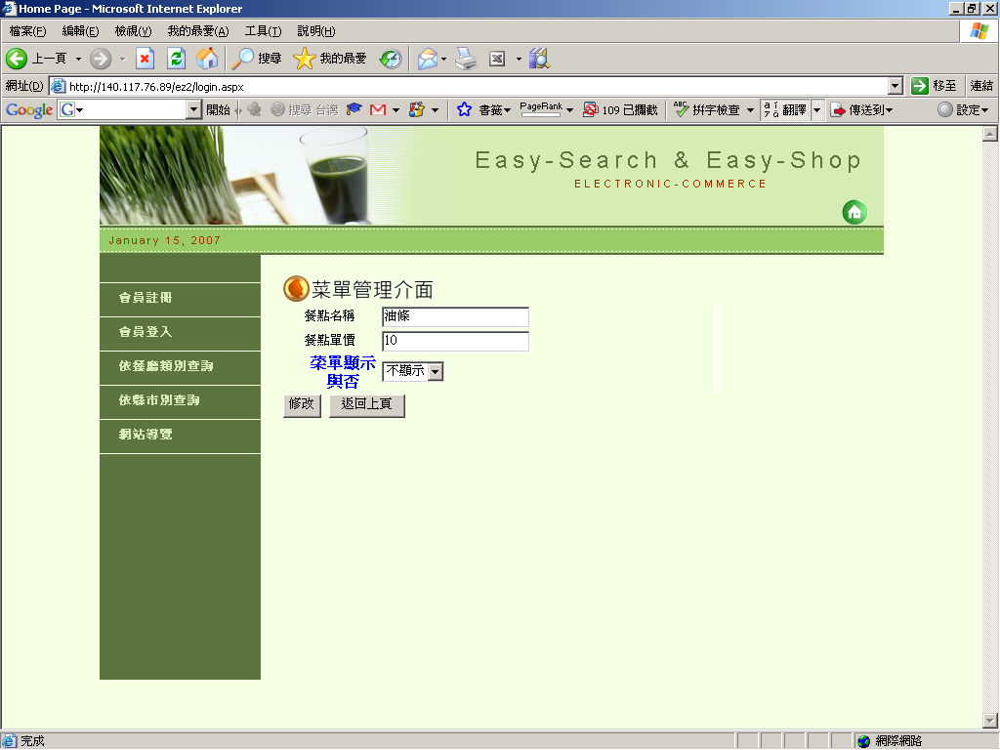 Home Page - Microsoft Internet Explorer
檔案(F) 編輯(E) 檢視(V) 我的最愛(A) 工具(T) 說明(H)
上一頁 搜尋 我的最愛
網址(D) http://140.117.76.89/ez2/login.aspx 移至 連結
Google G 開始 搜尋 台灣 書籤 PageRank 109 已攔截 拼字檢查 翻譯 傳送到 設定
Easy-Search & Easy-Shop
ELECTRONIC-COMMERCE
January 15, 2007
會員註冊
會員登入
依餐廳類別查詢
依縣市別查詢
網站導覽
菜單管理介面
餐點名稱 油條
餐點單價 10
菜單顯示
與否 不顯示
修改 返回上頁
完成 網際網路